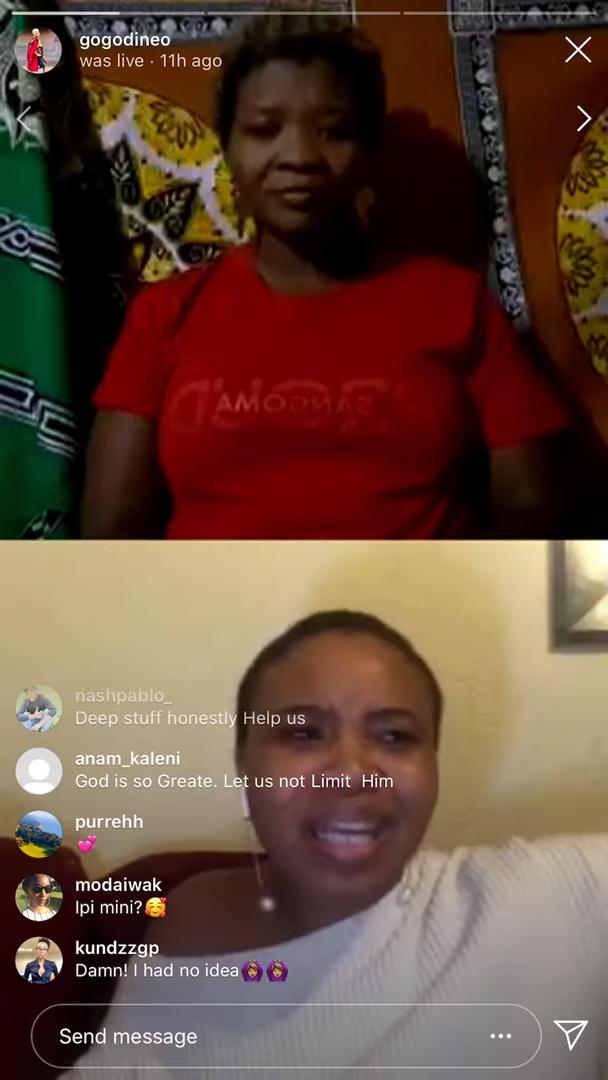 gogodineo
was live · 11h ago
SANGOMA
nashpablo_
Deep stuff honestly Help us
anam_kaleni
God is so Greate. Let us not Limit  Him
purrehh
💕
modaiwak
Ipi mini?🥰
kundzzgp
Damn! I had no idea🙆🏽‍♀️🙆🏽‍♀️
Send message